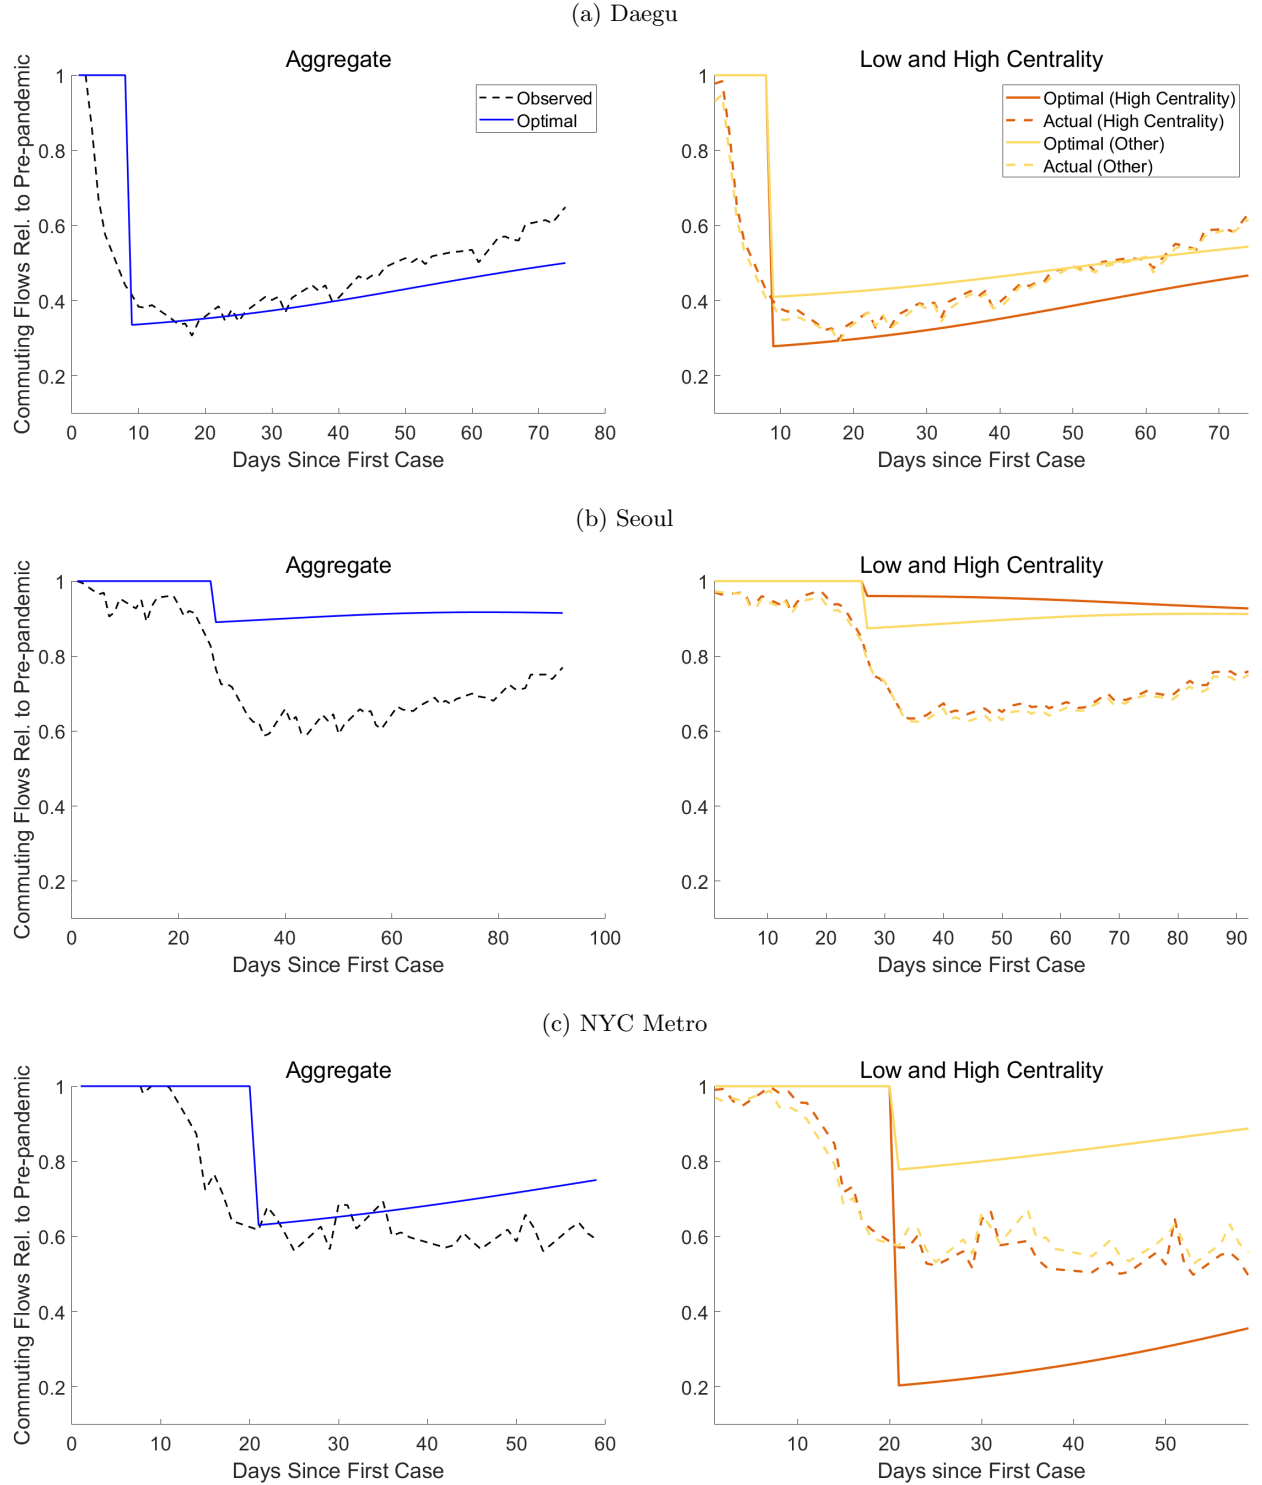 (a) Daegu
Aggregate
Commuting Flows Rel. to Pre-pandemic
1
0.8
0.6
0.4
0.2
0 10 20 30 40 50 60 70 80
Days Since First Case
Observed
Optimal
Low and High Centrality
1
0.8
0.6
0.4
0.2
10 20 30 40 50 60 70
Days since First Case
Optimal (High Centrality)
Actual (High Centrality)
Optimal (Other)
Actual (Other)
(b) Seoul
Aggregate
Commuting Flows Rel. to Pre-pandemic
1
0.8
0.6
0.4
0.2
0 20 40 60 80 100
Days Since First Case
Low and High Centrality
1
0.8
0.6
0.4
0.2
10 20 30 40 50 60 70 80 90
Days since First Case
(c) NYC Metro
Aggregate
Commuting Flows Rel. to Pre-pandemic
1
0.8
0.6
0.4
0.2
0 10 20 30 40 50 60
Days Since First Case
Low and High Centrality
1
0.8
0.6
0.4
0.2
10 20 30 40 50
Days since First Case